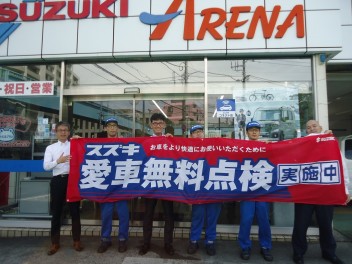 SUZUKI ARENA
・祝日・営業
スズキ お車をより快適にお使いいただくために
愛車無料点検 実施中